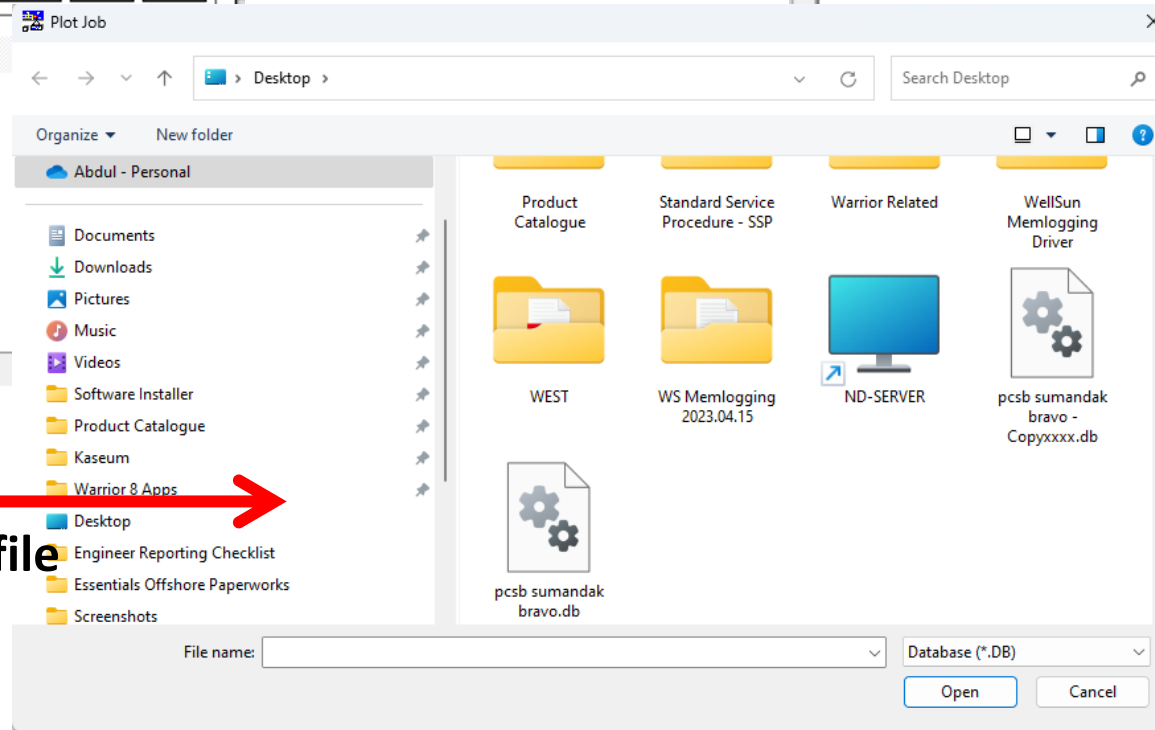 Plot Job
Desktop
Search Desktop
Organize
New folder
Abdul - Personal
Documents
Downloads
Pictures
Music
Videos
Software Installer
Product Catalogue
Kaseum
Warrior 8 Apps
Desktop
Engineer Reporting Checklist
Essentials Offshore Paperworks
Screenshots
file
Product
Catalogue
Standard Service
Procedure - SSP
Warrior Related
WellSun
Memlogging
Driver
WEST
WS Memlogging
2023.04.15
ND-SERVER
pcsb sumandak
bravo -
Copyxxxx.db
pcsb sumandak
bravo.db
File name:
Database (*.DB)
Open
Cancel